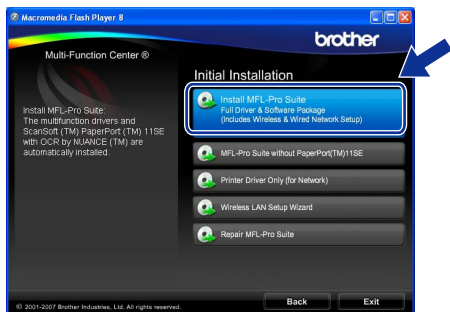 Macromedia Flash Player 8
brother
Multi-Function Center ®
Initial Installation
Install MFL-Pro Suite:
The multifunction drivers and
ScanSoft (TM) PaperPort (TM) 11SE
with OCR by NUANCE (TM) are
automatically installed.
Install MFL-Pro Suite
Full Driver & Software Package
(Includes Wireless & Wired Network Setup)
MFL-Pro Suite without PaperPort(TM)11SE
Printer Driver Only (for Network)
Wireless LAN Setup Wizard
Repair MFL-Pro Suite
© 2001-2007 Brother Industries, Ltd. All rights reserved.
Back
Exit